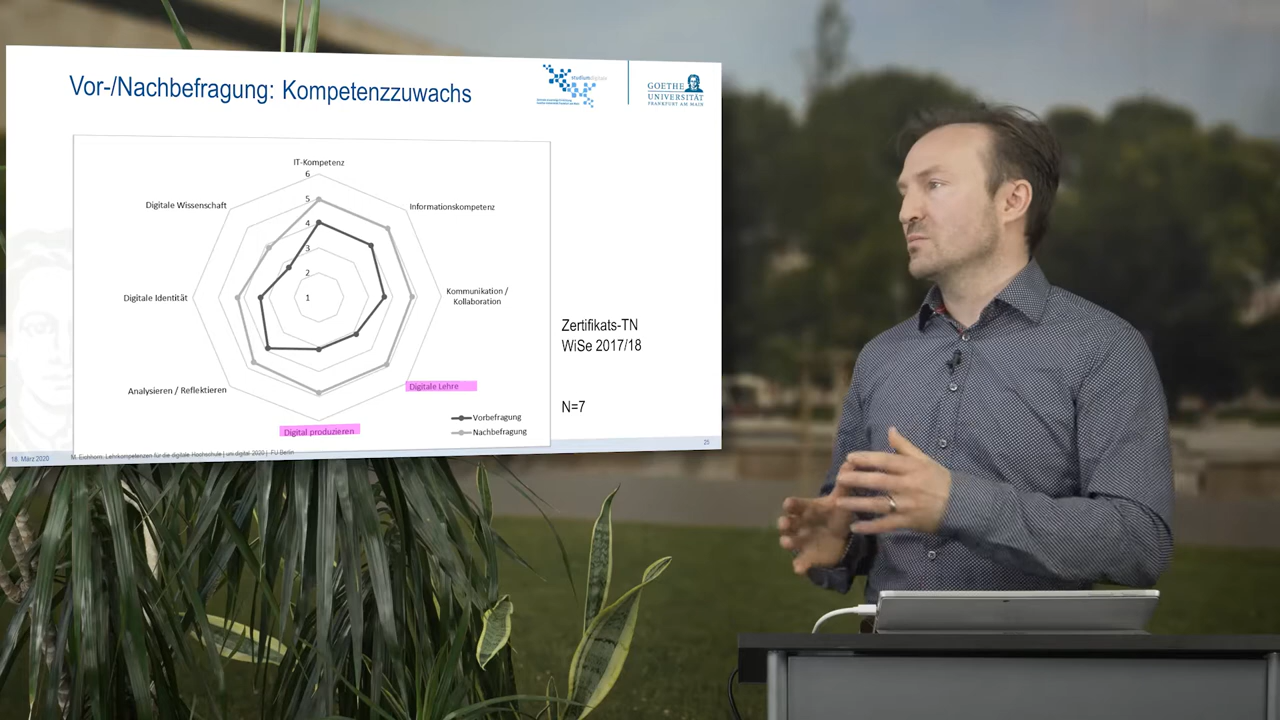 Vor-/Nachbefragung: Kompetenzzuwachs
studiumdigitale
GOETHE
UNIVERSITÄT
FRANKFURT AM MAIN
IT-Kompetenz
6
5
4
3
2
1
Digitale Wissenschaft
Informationskompetenz
Digitale Identität
Kommunikation /
Kollaboration
Analysieren / Reflektieren
Digitale Lehre
Digital produzieren
Vorbefragung
Nachbefragung
Zertifikats-TN
WiSe 2017/18
N=7
18. März 2020
M. Eichhorn: Lehrkompetenzen für die digitale Hochschule | uni.digital 2020 | FU Berlin
25